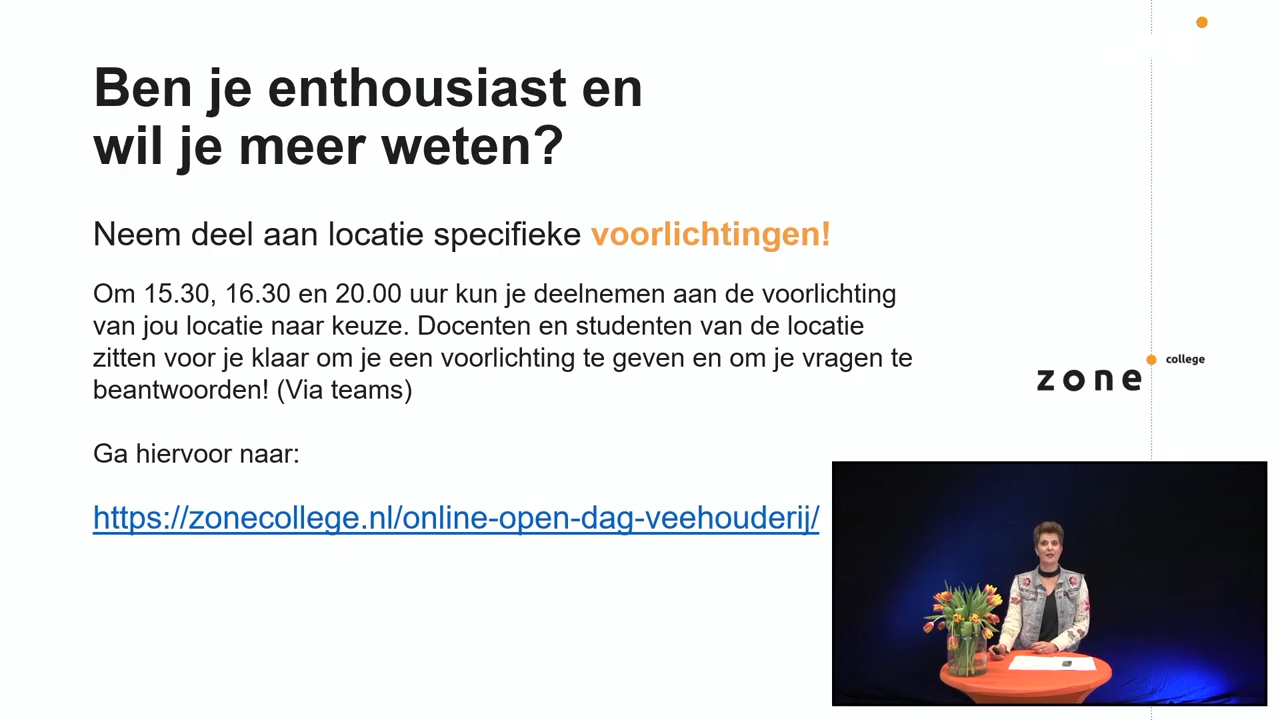 Ben je enthousiast en
wil je meer weten?
Neem deel aan locatie specifieke voorlichtingen!
Om 15.30, 16.30 en 20.00 uur kun je deelnemen aan de voorlichting
van jou locatie naar keuze. Docenten en studenten van de locatie
zitten voor je klaar om je een voorlichting te geven en om je vragen te
beantwoorden! (Via teams)
Ga hiervoor naar:
https://zonecollege.nl/online-open-dag-veehouderij/
college
zone